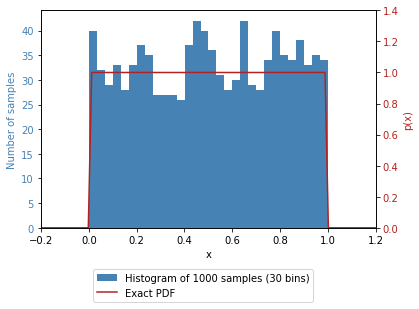 40
35
30
25
20
15
10
5
0
Number of samples
1.4
1.2
1.0
0.8
0.6
0.4
0.2
0.0
p(x)
−0.2 0.0 0.2 0.4 0.6 0.8 1.0 1.2
x
Histogram of 1000 samples (30 bins)
Exact PDF